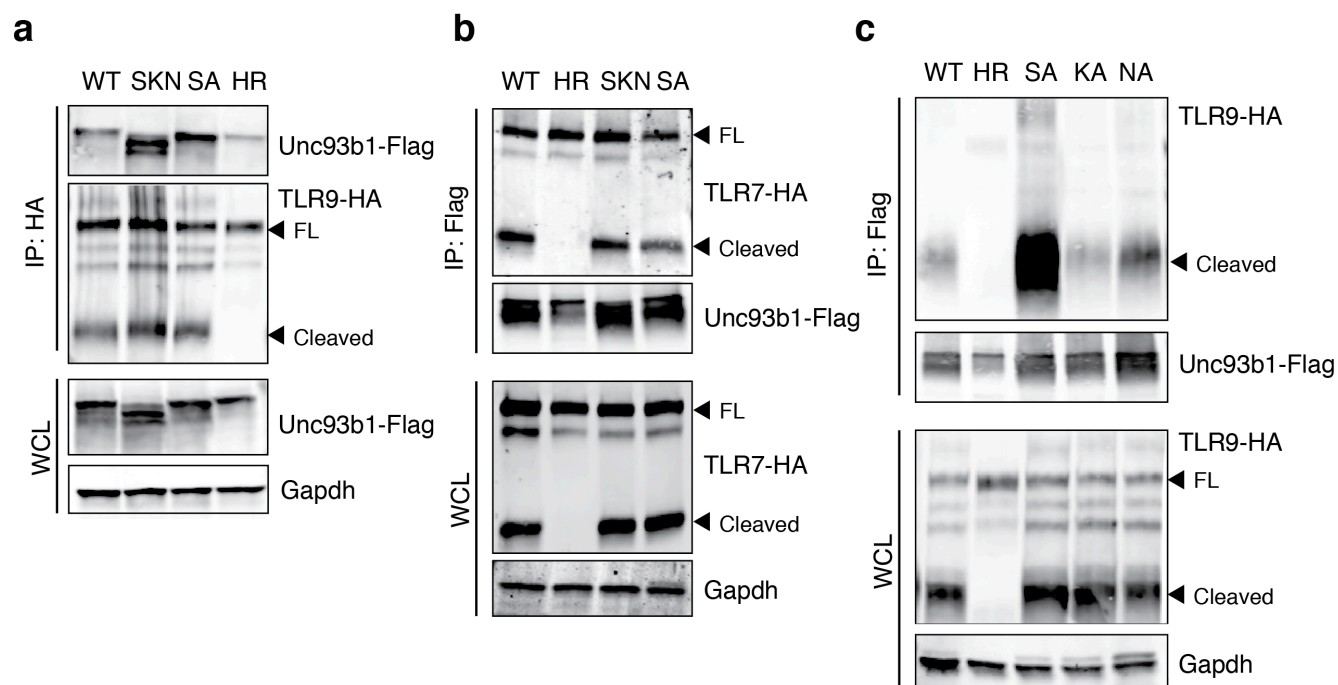 a
WT SKN SA HR
IP: HA
Unc93b1-Flag
TLR9-HA
FL
Cleaved
WCL
Unc93b1-Flag
Gapdh
b
WT HR SKN SA
IP: Flag
FL
TLR7-HA
Cleaved
Unc93b1-Flag
WCL
FL
TLR7-HA
Cleaved
Gapdh
c
WT HR SA KA NA
IP: Flag
TLR9-HA
Cleaved
Unc93b1-Flag
WCL
TLR9-HA
FL
Cleaved
Gapdh